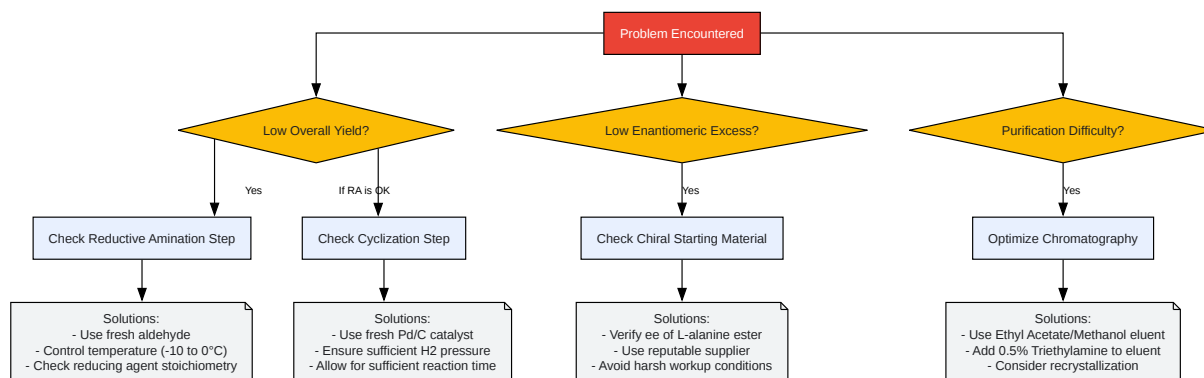 Problem Encountered
Low Overall Yield?
Low Enantiomeric Excess?
Purification Difficulty?
Yes
If RA is OK
Yes
Yes
Check Reductive Amination Step
Check Cyclization Step
Check Chiral Starting Material
Optimize Chromatography
Solutions:
- Use fresh aldehyde
- Control temperature (-10 to 0°C)
- Check reducing agent stoichiometry
Solutions:
- Use fresh Pd/C catalyst
- Ensure sufficient H2 pressure
- Allow for sufficient reaction time
Solutions:
- Verify ee of L-alanine ester
- Use reputable supplier
- Avoid harsh workup conditions
Solutions:
- Use Ethyl Acetate/Methanol eluent
- Add 0.5% Triethylamine to eluent
- Consider recrystallization